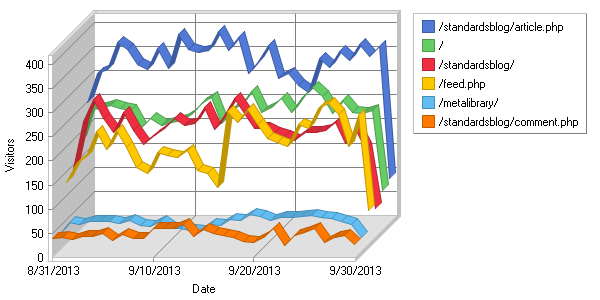 /standardsblog/article.php
/
/standardsblog/
/feed.php
/metalibrary/
/standardsblog/comment.php
Visitors
400
350
300
250
200
150
100
50
0
8/31/2013 9/10/2013 9/20/2013 9/30/2013
Date